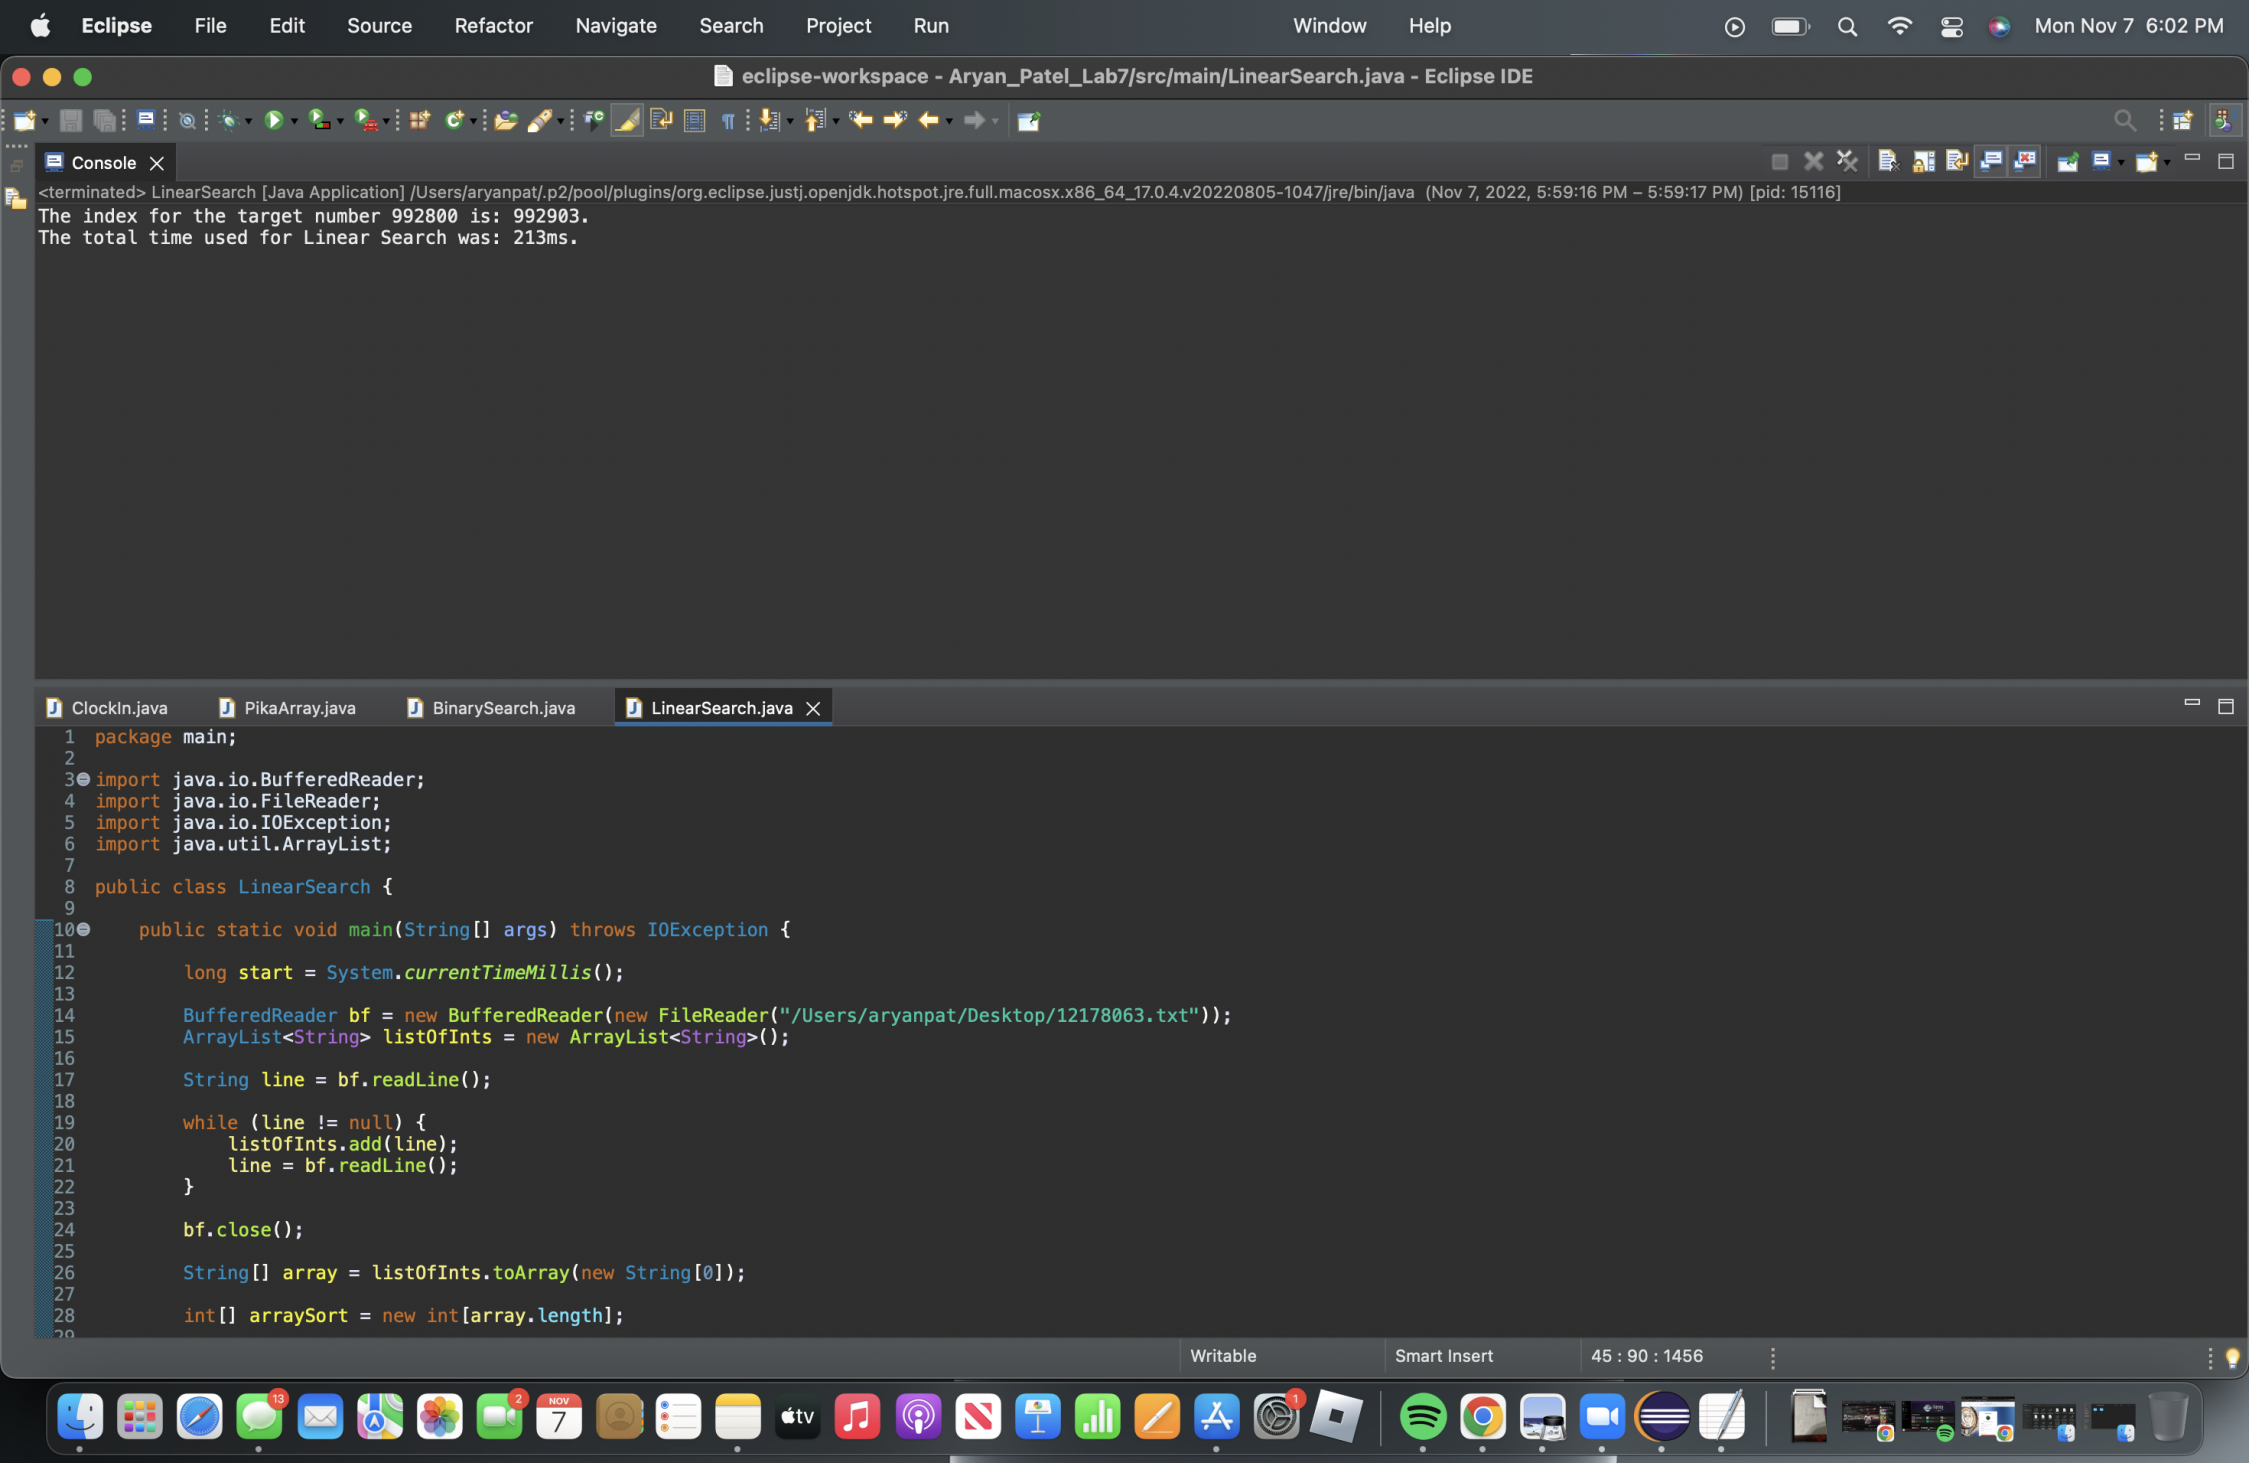 Eclipse File Edit Source Refactor Navigate Search Project Run Window Help Mon Nov 7 6:02 PM
eclipse-workspace - Aryan_Patel_Lab7/src/main/LinearSearch.java - Eclipse IDE
Console
<terminated> LinearSearch [Java Application] /Users/aryanpat/.p2/pool/plugins/org.eclipse.justj.openjdk.hotspot.jre.full.macosx.x86_64_17.0.4.v20220805-1047/jre/bin/java (Nov 7, 2022, 5:59:16 PM – 5:59:17 PM) [pid: 15116]
The index for the target number 992800 is: 992903.
The total time used for Linear Search was: 213ms.
ClockIn.java PikaArray.java BinarySearch.java LinearSearch.java
1 package main;
2
3 import java.io.BufferedReader;
4 import java.io.FileReader;
5 import java.io.IOException;
6 import java.util.ArrayList;
7
8 public class LinearSearch {
9
10 public static void main(String[] args) throws IOException {
11
12 long start = System.currentTimeMillis();
13
14 BufferedReader bf = new BufferedReader(new FileReader("/Users/aryanpat/Desktop/12178063.txt"));
15 ArrayList<String> listOfInts = new ArrayList<String>();
16
17 String line = bf.readLine();
18
19 while (line != null) {
20 listOfInts.add(line);
21 line = bf.readLine();
22 }
23
24 bf.close();
25
26 String[] array = listOfInts.toArray(new String[0]);
27
28 int[] arraySort = new int[array.length];
29
Writable Smart Insert 45 : 90 : 1456
13 2 NOV 7 tv 1